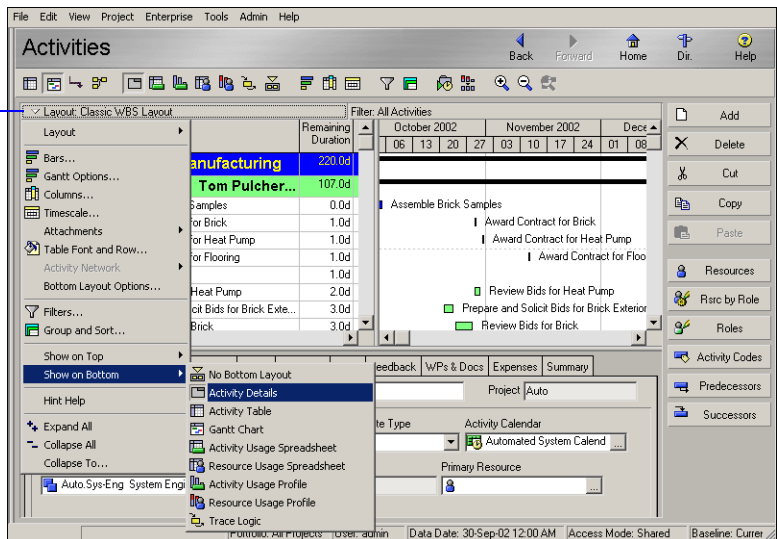 File Edit View Project Enterprise Tools Admin Help
Activities
Back Forward Home Dir. Help
Layout: Classic WBS Layout
Filter: All Activities
Remaining Duration
October 2002 November 2002
06 13 20 27 03 10 17 24 01 08
anufacturing 220.0d
Tom Pulcher... 107.0d
Samples 0.0d Assemble Brick Samples
for Brick 1.0d Award Contract for Brick
for Heat Pump 1.0d Award Contract for Heat Pump
for Flooring 1.0d Award Contract for Floo
1.0d
Heat Pump 2.0d Review Bids for Heat Pump
cit Bids for Brick Exte... 3.0d Prepare and Solicit Bids for Brick Exterior
Brick 3.0d Review Bids for Brick
Layout
Bars...
Gantt Options...
Columns...
Timescale...
Attachments
Table Font and Row...
Activity Network
Bottom Layout Options...
Filters...
Group and Sort...
Show on Top
Show on Bottom
Hint Help
Expand All
Collapse All
Collapse To...
No Bottom Layout
Activity Details
Activity Table
Gantt Chart
Activity Usage Spreadsheet
Resource Usage Spreadsheet
Activity Usage Profile
Resource Usage Profile
Trace Logic
eedback WPs & Docs Expenses Summary
Project Auto
te Type Activity Calendar
Automated System Calend
Primary Resource
Auto.Sys-Eng System Engi
Add
Delete
Cut
Copy
Paste
Resources
Rsrc by Role
Roles
Activity Codes
Predecessors
Successors
Portfolio: All Projects User: admin Data Date: 30-Sep-02 12:00 AM Access Mode: Shared Baseline: Currer